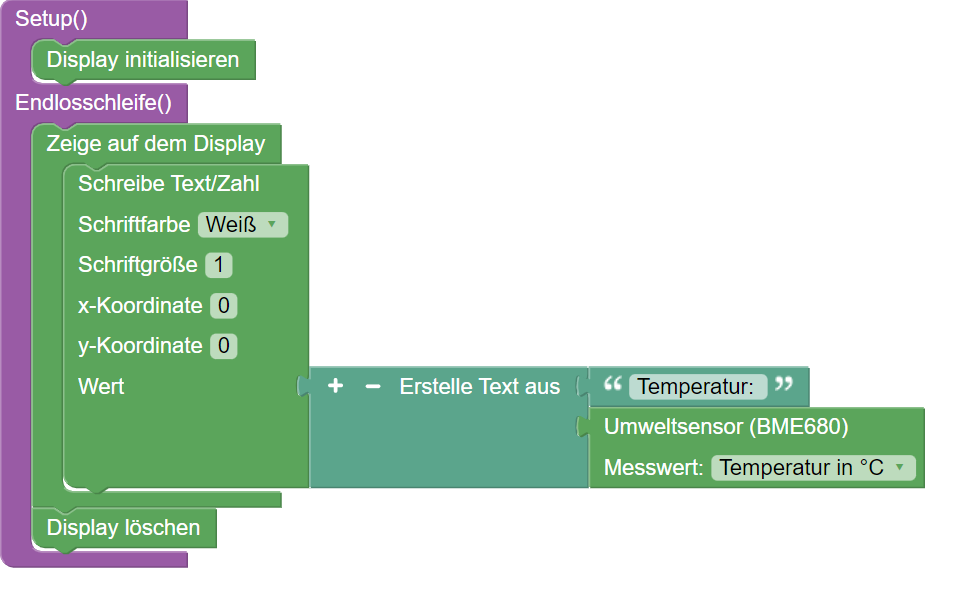 Setup()
Display initialisieren
Endlosschleife()
Zeige auf dem Display
Schreibe Text/Zahl
Schriftfarbe Weiß
Schriftgröße 1
x-Koordinate 0
y-Koordinate 0
Wert + − Erstelle Text aus “ Temperatur: ”
Umweltsensor (BME680)
Messwert: Temperatur in °C
Display löschen